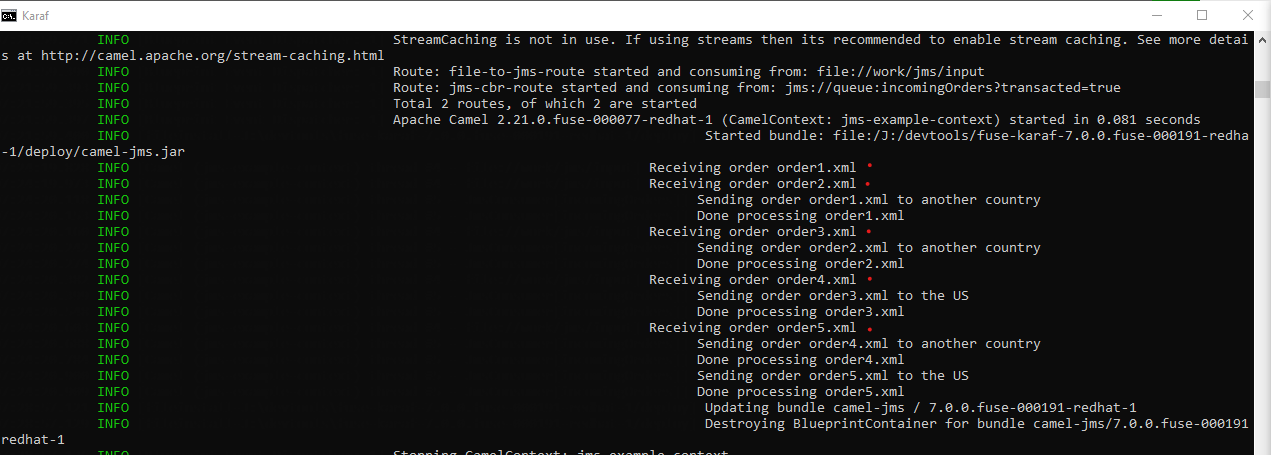 Karaf
INFO StreamCaching is not in use. If using streams then its recommended to enable stream caching. See more detai
s at http://camel.apache.org/stream-caching.html
INFO Route: file-to-jms-route started and consuming from: file://work/jms/input
INFO Route: jms-cbr-route started and consuming from: jms://queue:incomingOrders?transacted=true
INFO Total 2 routes, of which 2 are started
INFO Apache Camel 2.21.0.fuse-000077-redhat-1 (CamelContext: jms-example-context) started in 0.081 seconds
INFO Started bundle: file:/J:/devtools/fuse-karaf-7.0.0.fuse-000191-redha
-1/deploy/camel-jms.jar
INFO Receiving order order1.xml
INFO Receiving order order2.xml
INFO Sending order order1.xml to another country
INFO Done processing order1.xml
INFO Receiving order order3.xml
INFO Sending order order2.xml to another country
INFO Done processing order2.xml
INFO Receiving order order4.xml
INFO Sending order order3.xml to the US
INFO Done processing order3.xml
INFO Receiving order order5.xml
INFO Sending order order4.xml to another country
INFO Done processing order4.xml
INFO Sending order order5.xml to the US
INFO Done processing order5.xml
INFO Updating bundle camel-jms / 7.0.0.fuse-000191-redhat-1
INFO Destroying BlueprintContainer for bundle camel-jms/7.0.0.fuse-000191
redhat-1
INFO Stopping CamelContext: jms-example-context